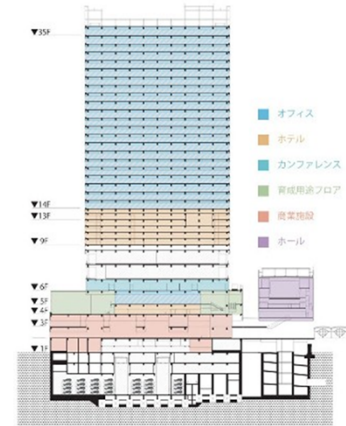 ▼35F
▼14F
▼13F
▼9F
▼6F
▼5F
▼4F
▼3F
▼1F
オフィス
ホテル
カンファレンス
育成用途フロア
商業施設
ホール